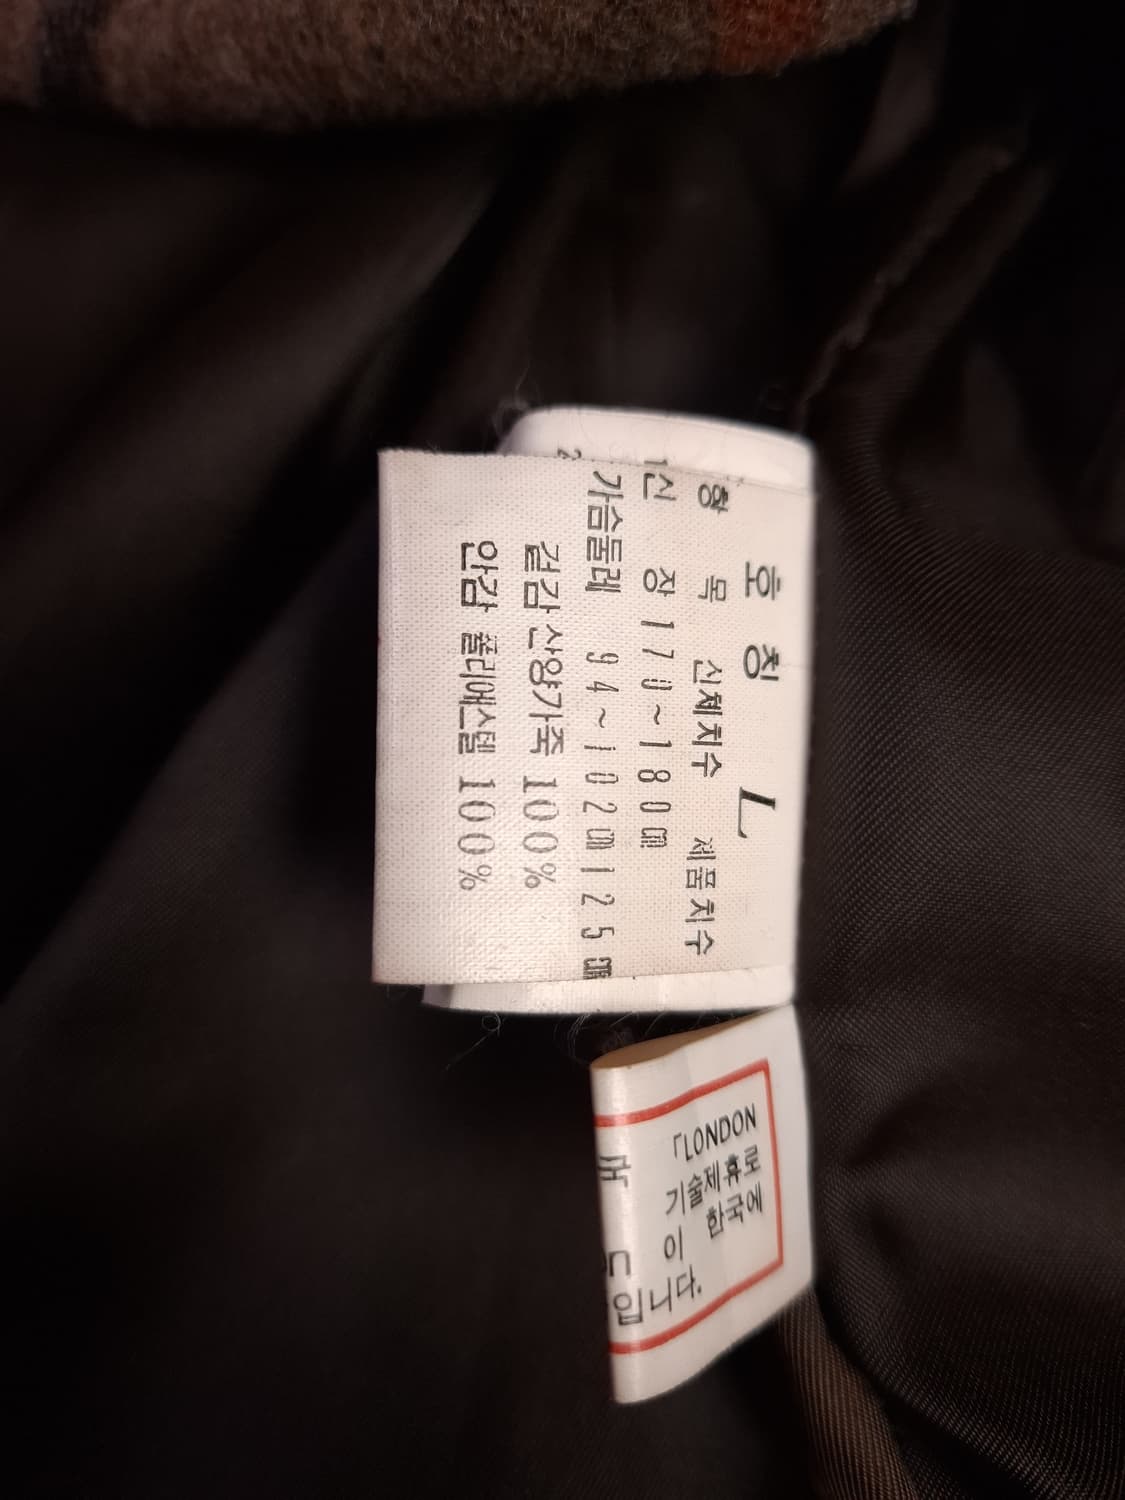 호 칭 L
항 목 신체치수 제품치수
신 장 170~180cm
가슴둘레 94~102cm 125cm
겉감 산양가죽 100%
안감 폴리에스텔 100%
「LONDON
기술제휴로
한국에
이
입니다.